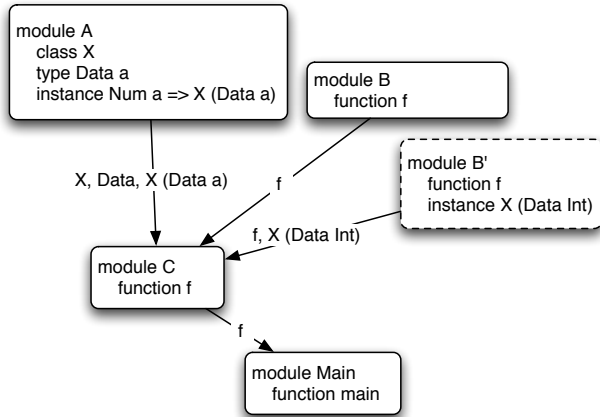 module A
class X
type Data a
instance Num a => X (Data a)
module B
function f
module B'
function f
instance X (Data Int)
X, Data, X (Data a)
f
f, X (Data Int)
module C
function f
f
module Main
function main